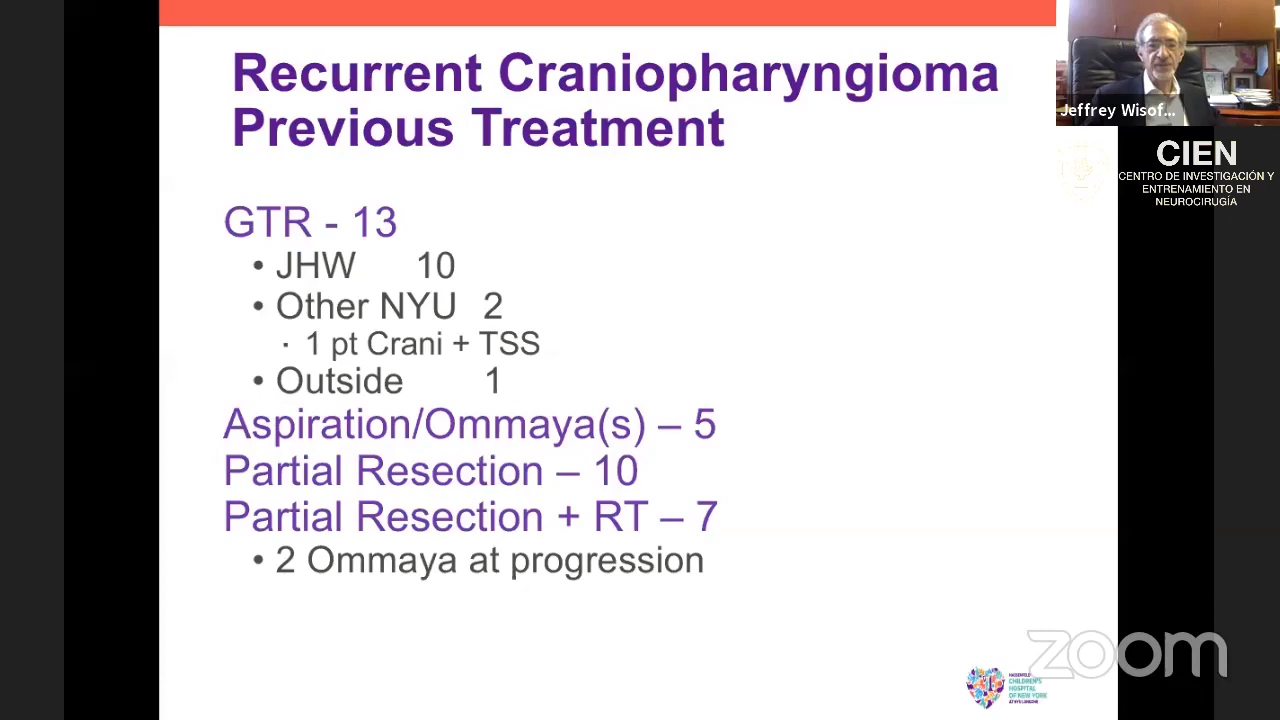 Recurrent Craniopharyngioma
Previous Treatment
GTR - 13
• JHW 10
• Other NYU 2
· 1 pt Crani + TSS
• Outside 1
Aspiration/Ommaya(s) – 5
Partial Resection – 10
Partial Resection + RT – 7
• 2 Ommaya at progression
Jeffrey Wisof...
CIEN
CENTRO DE INVESTIGACIÓN Y
ENTRENAMIENTO EN
NEUROCIRUGÍA
HASSENFELD
CHILDREN'S
HOSPITAL
OF NEW YORK
AT NYU LANGONE
zoom